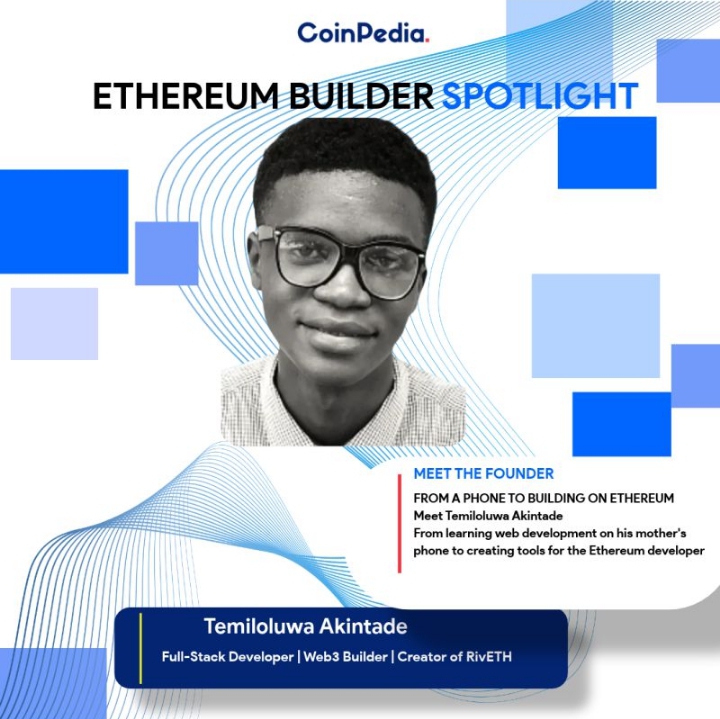 CoinPedia.
ETHEREUM BUILDER SPOTLIGHT
MEET THE FOUNDER
FROM A PHONE TO BUILDING ON ETHEREUM
Meet Temiloluwa Akintade
From learning web development on his mother's
phone to creating tools for the Ethereum developer
Temiloluwa Akintade
Full-Stack Developer | Web3 Builder | Creator of RivETH